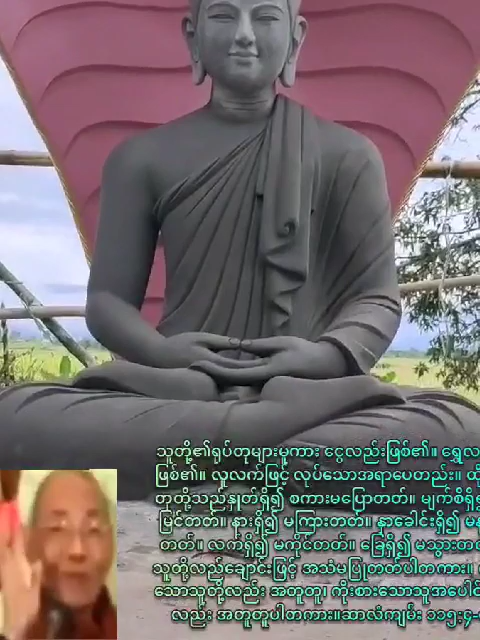 သူတို့၏ရုပ်တုများမူကား ငွေလည်းဖြစ်၏။ ရွှေလ
ဖြစ်၏။ လူလက်ဖြင့် လုပ်သောအရာပေတည်း။ ထို
တုတို့သည်နှုတ်ရှိ၍ စကားမပြောတတ်။ မျက်စိရှိ
မြင်တတ်။ နားရှိ၍ မကြားတတ်။ နှာခေါင်းရှိ၍ မန
တတ်။ လက်ရှိ၍ မကိုင်တတ်။ ခြေရှိ၍ မသွားတတ
သူတို့လည်ချောင်းဖြင့် အသံမပြုတတ်ပါတကား။
သောသူတို့လည်း အတူတူ၊ ကိုးစားသောသူအပေါင်
လည်း အတူတူပါတကား။ဆာလံကျမ်း ၁၁၅:၄-